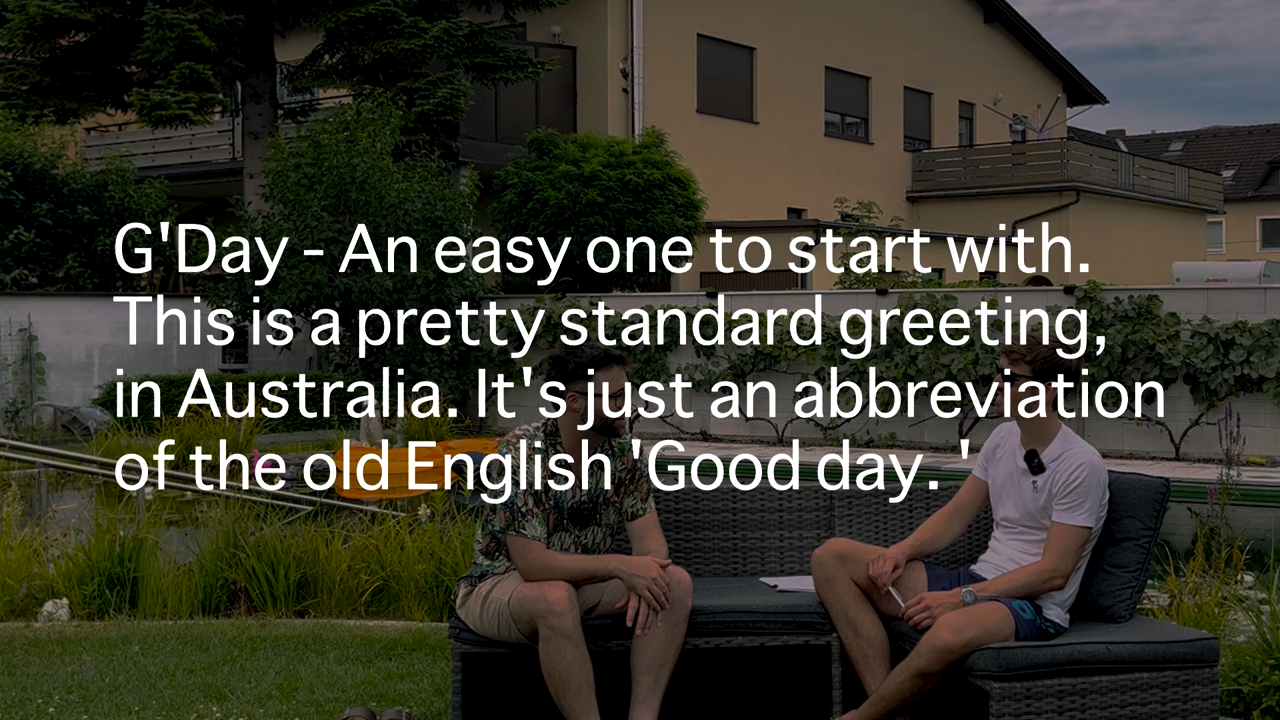 G'Day - An easy one to start with.
This is a pretty standard greeting,
in Australia. It's just an abbreviation
of the old English 'Good day. '